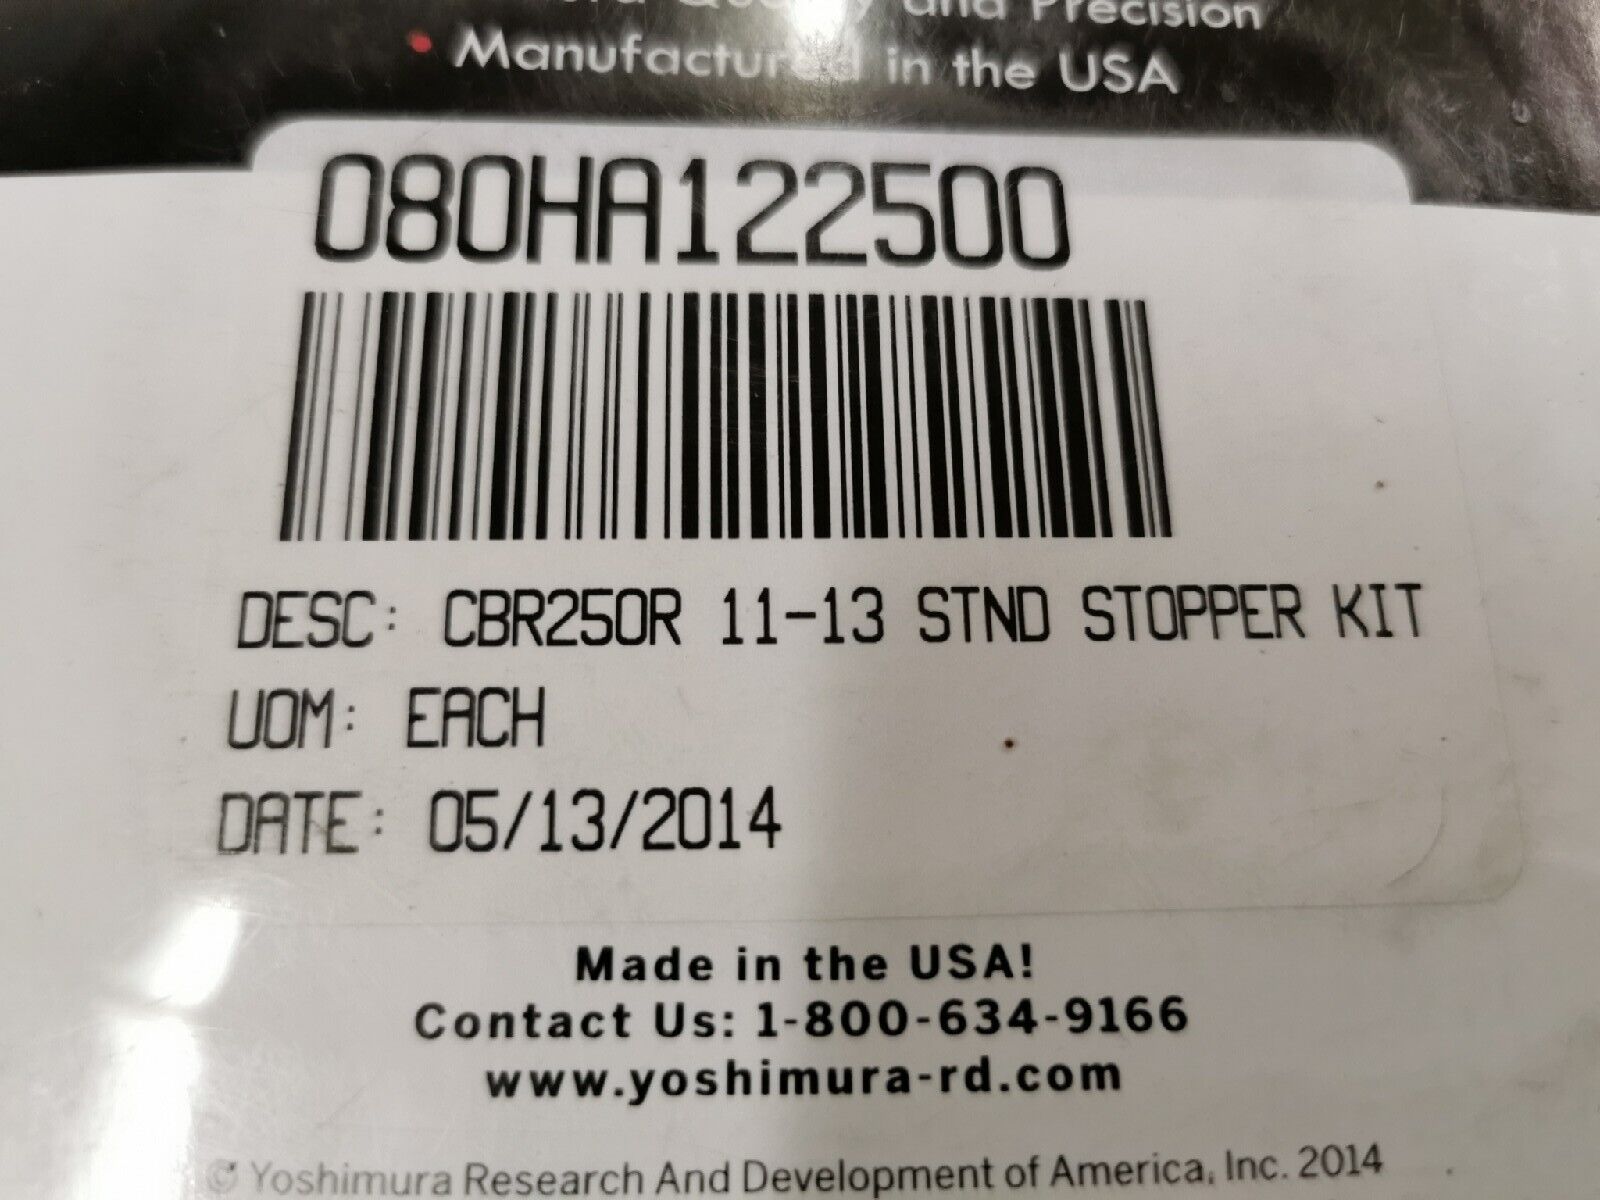 and Precision
• Manufactured in the USA
080HA122500
DESC: CBR250R 11-13 STND STOPPER KIT
UOM: EACH
DATE: 05/13/2014
Made in the USA!
Contact Us: 1-800-634-9166
www.yoshimura-rd.com
© Yoshimura Research And Development of America, Inc. 2014